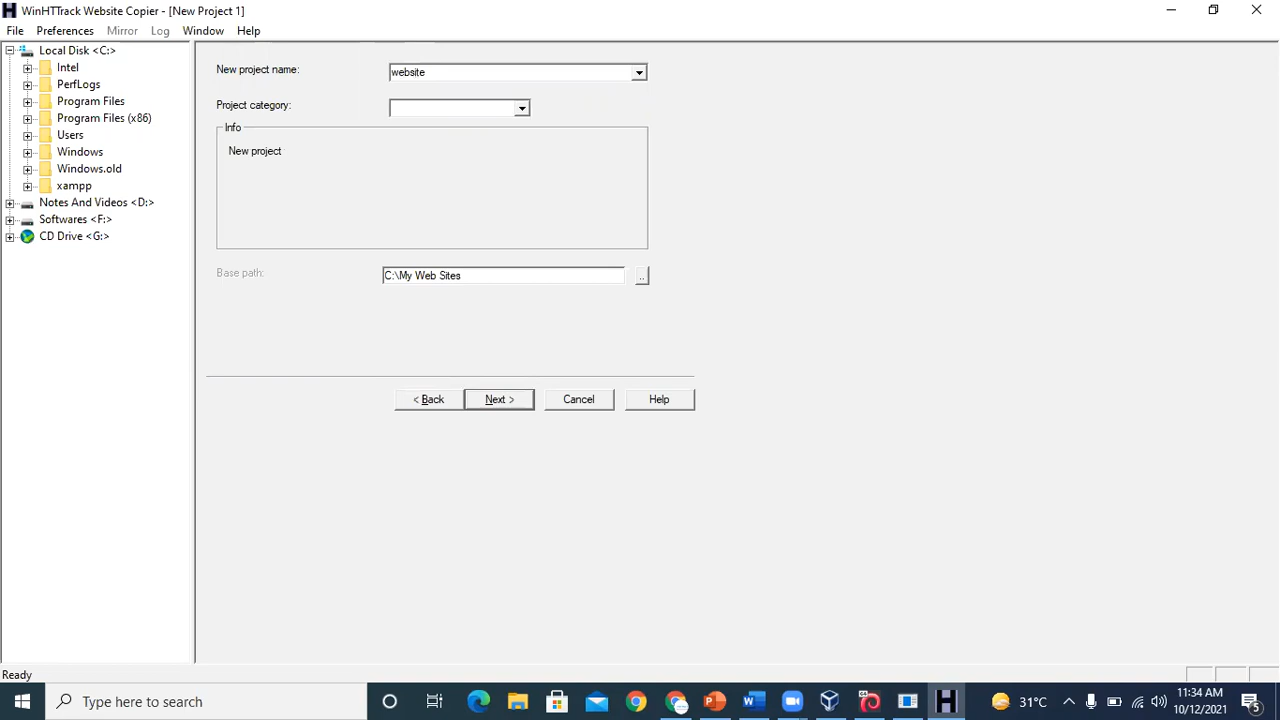 WinHTTrack Website Copier - [New Project 1]
File Preferences Mirror Log Window Help
Local Disk <C:>
Intel
PerfLogs
Program Files
Program Files (x86)
Users
Windows
Windows.old
xampp
Notes And Videos <D:>
Softwares <F:>
CD Drive <G:>
New project name: website
Project category:
Info
New project
Base path: C:\My Web Sites ..
< Back Next > Cancel Help
Ready
Type here to search
31°C
11:34 AM
10/12/2021
5